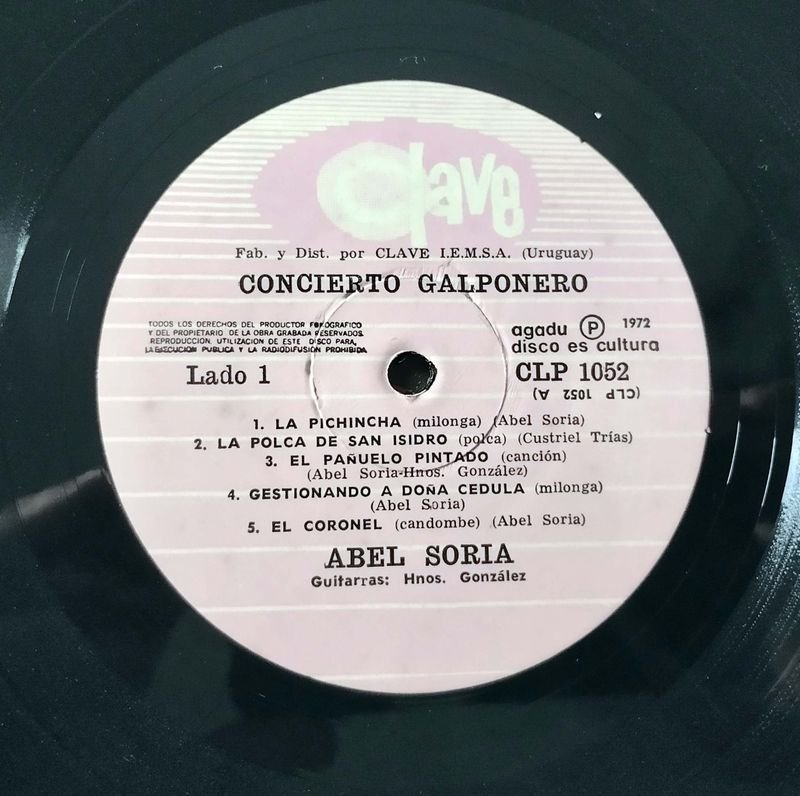 Clave
Fab. y Dist. por CLAVE I.E.M.S.A. (Uruguay)
CONCIERTO GALPONERO
TODOS LOS DERECHOS DEL PRODUCTOR FONOGRAFICO
Y DEL PROPIETARIO DE LA OBRA GRABADA RESERVADOS.
REPRODUCCION, UTILIZACION DE ESTE DISCO PARA,
LA EJECUCION PUBLICA Y LA RADIODIFUSION PROHIBIDA
agadu Ⓟ 1972
disco es cultura
Lado 1
CLP 1052
(CLP 1052 A)
1. LA PICHINCHA (milonga) (Abel Soria)
2. LA POLCA DE SAN ISIDRO (polca) (Custriel Trías)
3. EL PAÑUELO PINTADO (canción)
(Abel Soria-Hnos. González)
4. GESTIONANDO A DOÑA CEDULA (milonga)
(Abel Soria)
5. EL CORONEL (candombe) (Abel Soria)
ABEL SORIA
Guitarras: Hnos. González